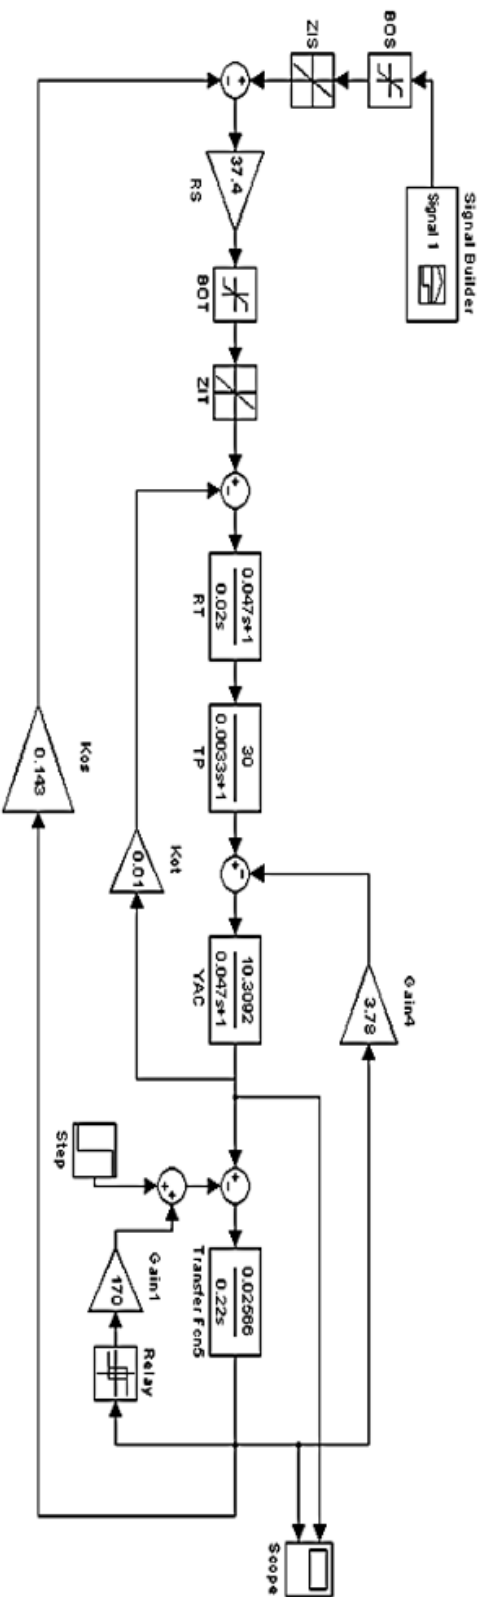 Signal Builder
Signal 1
BOS
ZIS
37.4
RS
BOT
ZIT
0.047s+1
0.02s
RT
30
0.0033s+1
TP
10.3092
0.047s+1
YAC
0.02566
0.22s
Transfer Fcn5
Gain4
3.78
Kot
0.01
Kos
0.143
Step
Gain1
170
Relay
Scope